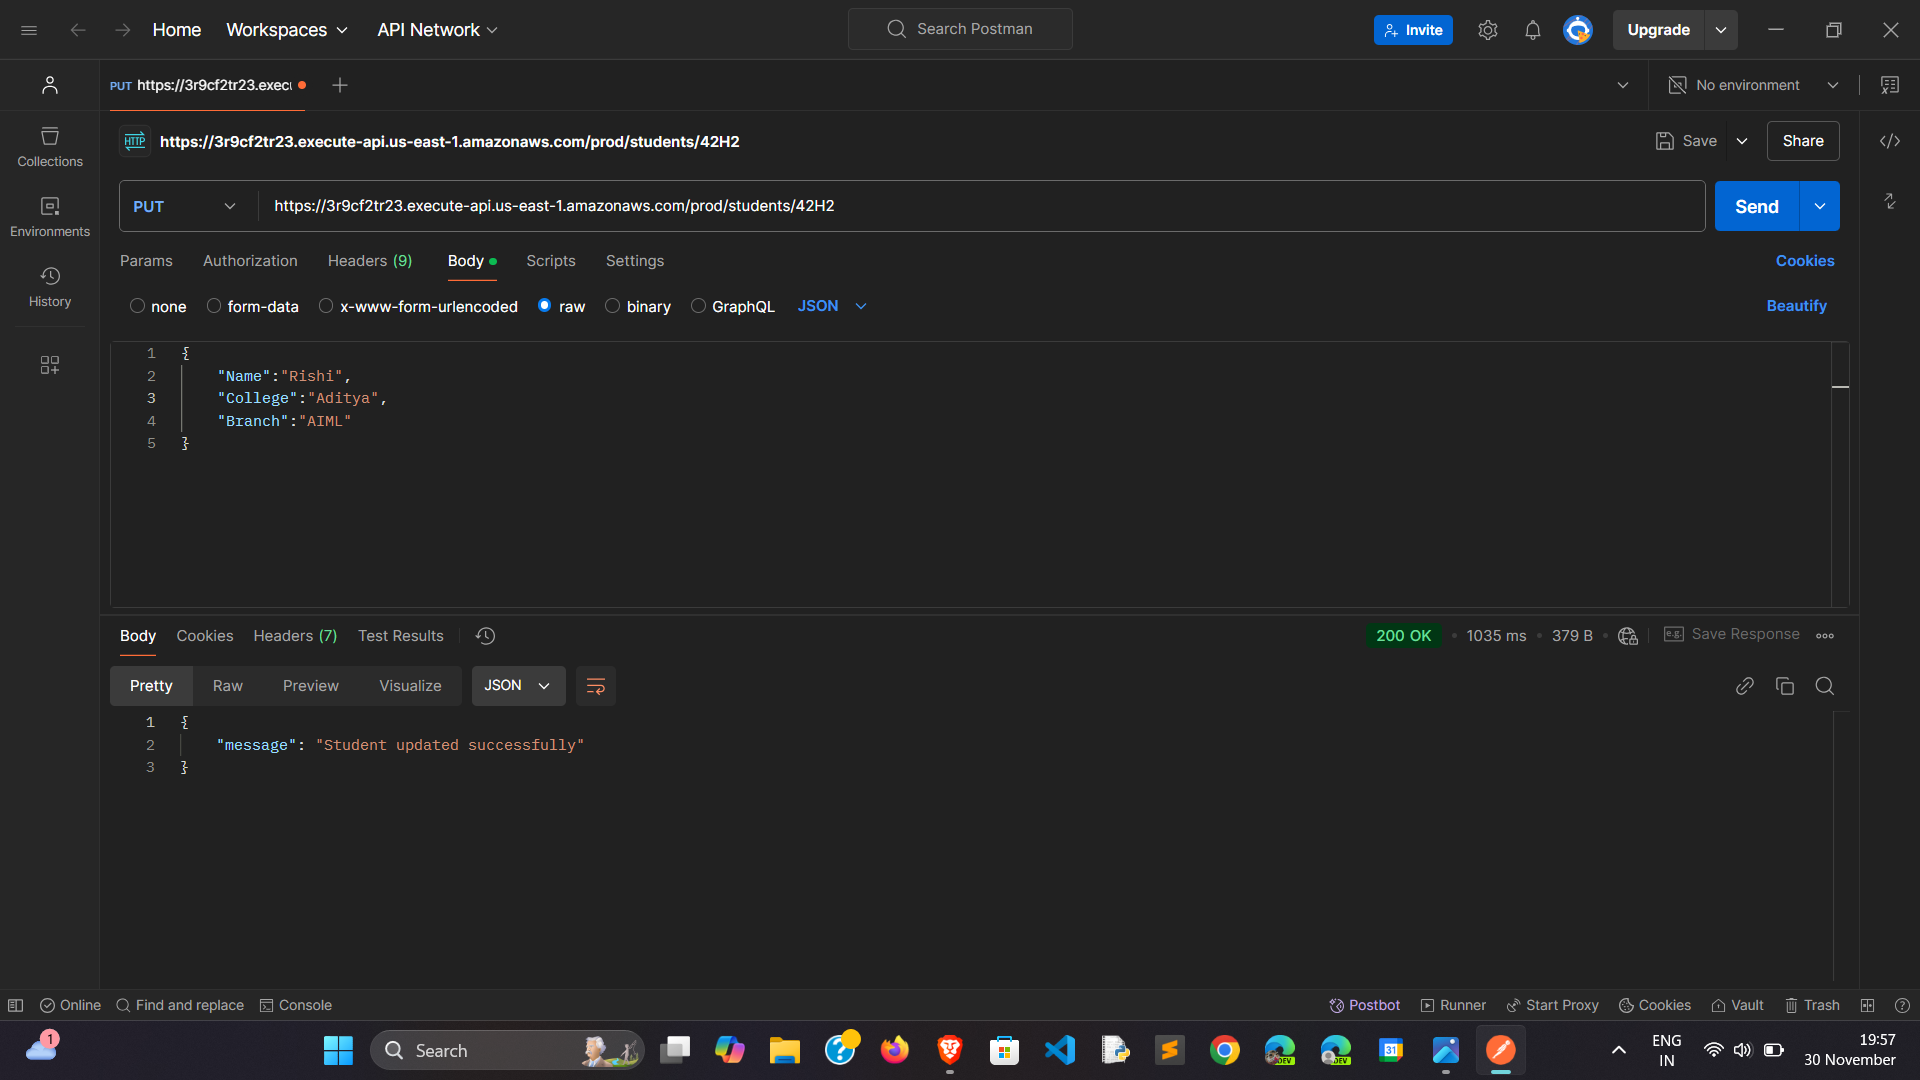 Home
Workspaces
API Network
Search Postman
Invite
Upgrade
PUT https://3r9cf2tr23.exec
No environment
HTTP https://3r9cf2tr23.execute-api.us-east-1.amazonaws.com/prod/students/42H2
Save
Share
Collections
Environments
History
PUT
https://3r9cf2tr23.execute-api.us-east-1.amazonaws.com/prod/students/42H2
Send
Params Authorization Headers (9) Body Scripts Settings
Cookies
none form-data x-www-form-urlencoded raw binary GraphQL JSON
Beautify
1 {
2 "Name":"Rishi",
3 "College":"Aditya",
4 "Branch":"AIML"
5 }
Body Cookies Headers (7) Test Results
200 OK • 1035 ms • 379 B •
e.g. Save Response
Pretty Raw Preview Visualize JSON
1 {
2 "message": "Student updated successfully"
3 }
Online Find and replace Console
Postbot Runner Start Proxy Cookies Vault Trash
1
Search
DEV
DEV
31
ENG
IN
19:57
30 November